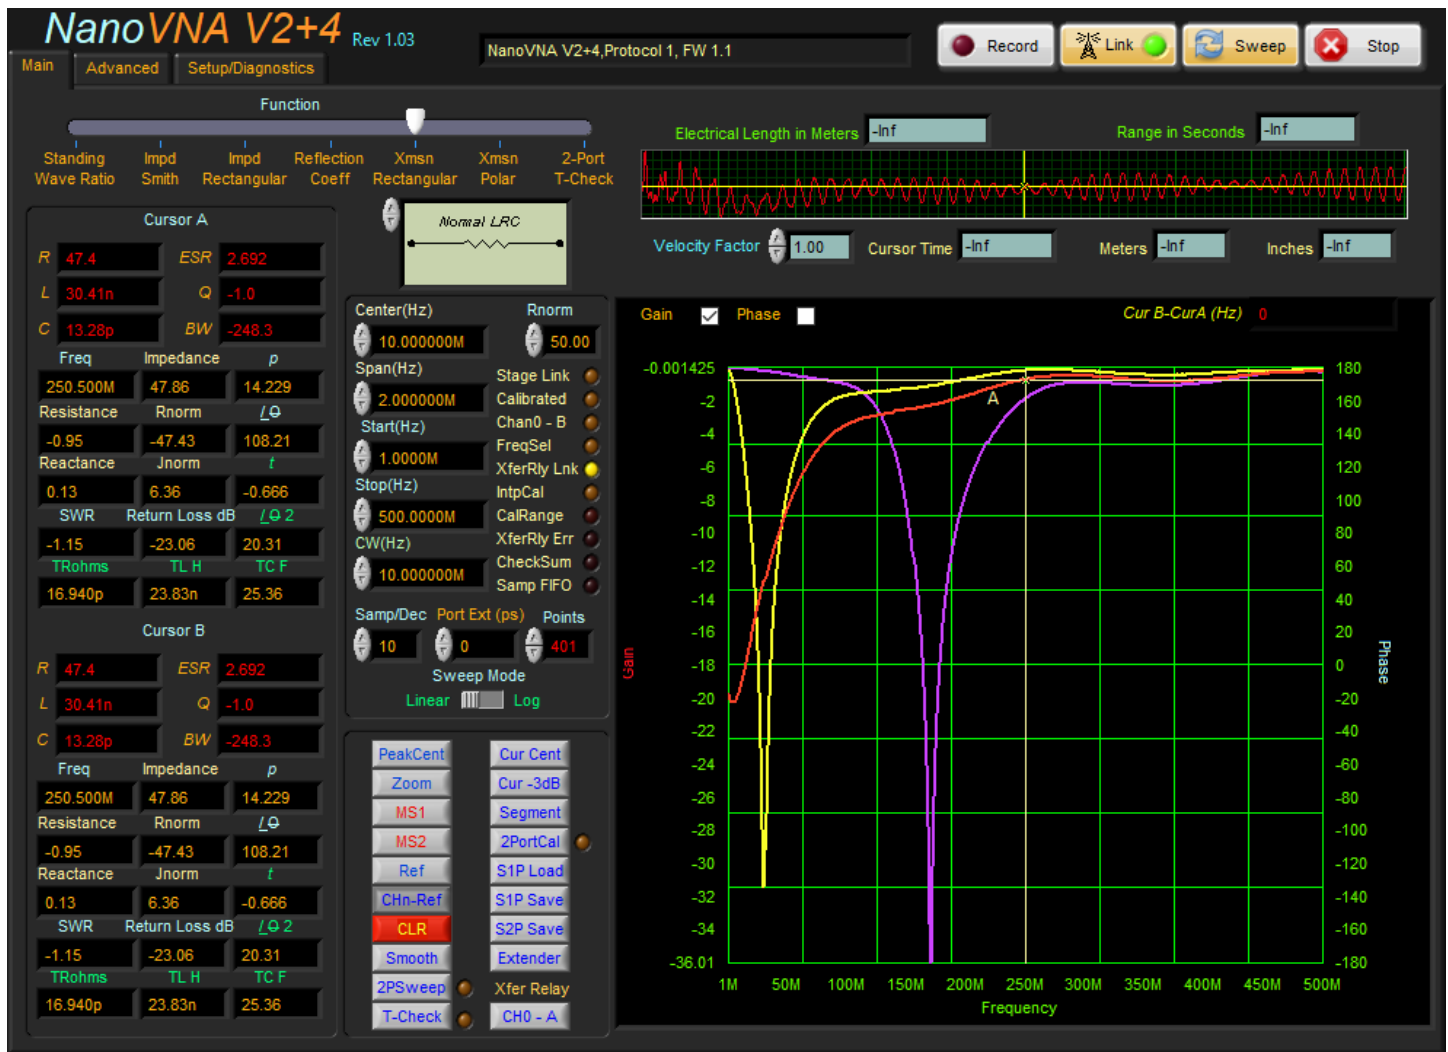 NanoVNA V2+4 Rev 1.03
NanoVNA V2+4,Protocol 1, FW 1.1
Record
Link
Sweep
Stop
Main
Advanced
Setup/Diagnostics
Function
Standing Wave Ratio
Impd Smith
Impd Rectangular
Reflection Coeff
Xmsn Rectangular
Xmsn Polar
2-Port T-Check
Electrical Length in Meters -Inf
Range in Seconds -Inf
Velocity Factor 1.00
Cursor Time -Inf
Meters -Inf
Inches -Inf
Cursor A
R 47.4 ESR 2.692
L 30.41n Q -1.0
C 13.28p BW -248.3
Freq Impedance p
250.500M 47.86 14.229
Resistance Rnorm /Θ
-0.95 -47.43 108.21
Reactance Jnorm t
0.13 6.36 -0.666
SWR Return Loss dB /Θ 2
-1.15 -23.06 20.31
TRohms TL H TC F
16.940p 23.83n 25.36
Cursor B
R 47.4 ESR 2.692
L 30.41n Q -1.0
C 13.28p BW -248.3
Freq Impedance p
250.500M 47.86 14.229
Resistance Rnorm /Θ
-0.95 -47.43 108.21
Reactance Jnorm t
0.13 6.36 -0.666
SWR Return Loss dB /Θ 2
-1.15 -23.06 20.31
TRohms TL H TC F
16.940p 23.83n 25.36
Normal LRC
Center(Hz)
10.000000M
Rnorm
50.00
Span(Hz)
2.000000M
Start(Hz)
1.0000M
Stop(Hz)
500.0000M
CW(Hz)
10.000000M
Stage Link
Calibrated
Chan0 - B
FreqSel
XferRly Lnk
IntpCal
CalRange
XferRly Err
CheckSum
Samp FIFO
Samp/Dec Port Ext (ps) Points
10 0 401
Sweep Mode
Linear Log
PeakCent Cur Cent
Zoom Cur -3dB
MS1 Segment
MS2 2PortCal
Ref S1P Load
CHn-Ref S1P Save
CLR S2P Save
Smooth Extender
2PSweep Xfer Relay
T-Check CH0 - A
Gain Phase Cur B-CurA (Hz) 0
-0.001425
-2
-4
-6
-8
-10
-12
-14
-16
-18
-20
-22
-24
-26
-28
-30
-32
-34
-36.01
Gain
A
180
160
140
120
100
80
60
40
20
0
-20
-40
-60
-80
-100
-120
-140
-160
-180
Phase
1M 50M 100M 150M 200M 250M 300M 350M 400M 450M 500M
Frequency